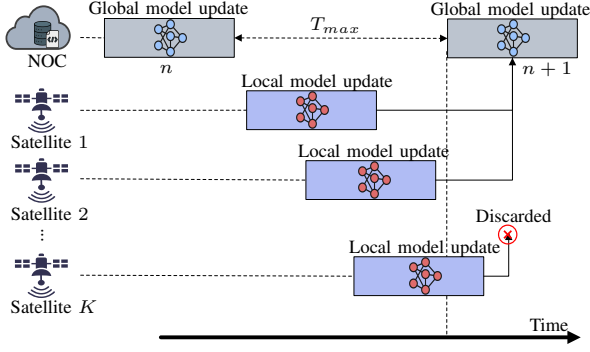 Global model update
T_max
Global model update
NOC
n
n + 1
Local model update
Satellite 1
Local model update
Satellite 2
Discarded
⋮
Local model update
Satellite K
Time